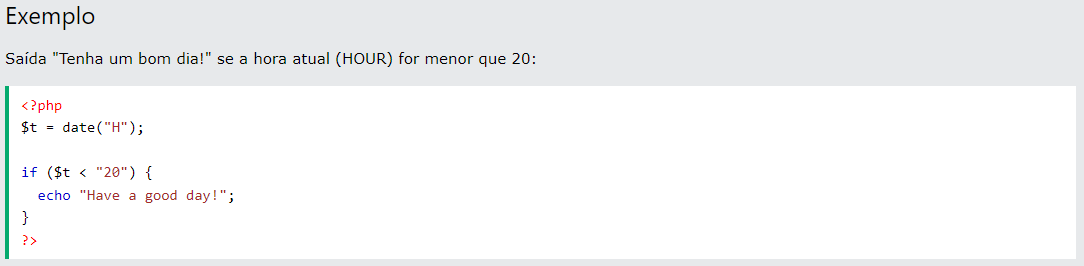 Exemplo
Saída "Tenha um bom dia!" se a hora atual (HOUR) for menor que 20:
<?php
$t = date("H");
if ($t < "20") {
  echo "Have a good day!";
}
?>